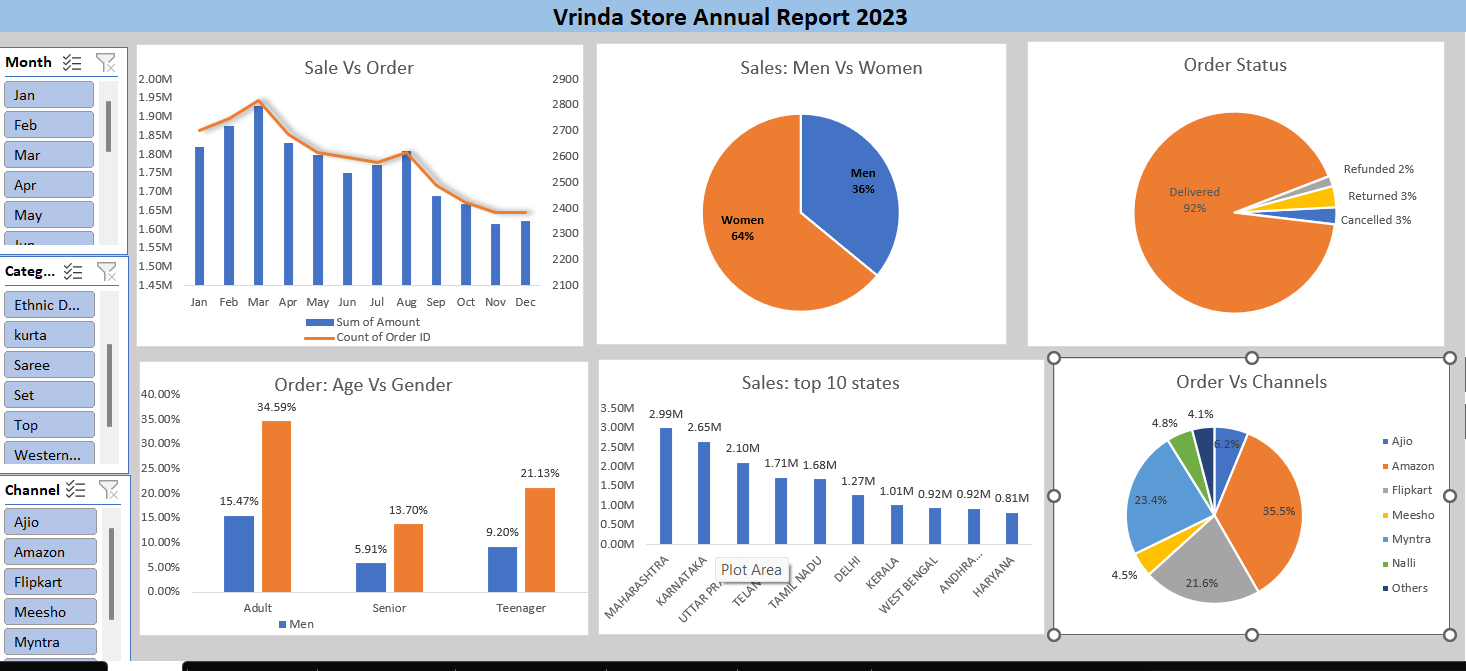 Vrinda Store Annual Report 2023
Month
Jan
Feb
Mar
Apr
May
Categ...
Ethnic D...
kurta
Saree
Set
Top
Western...
Channel
Ajio
Amazon
Flipkart
Meesho
Myntra
Sale Vs Order
2.00M
1.95M
1.90M
1.85M
1.80M
1.75M
1.70M
1.65M
1.60M
1.55M
1.50M
1.45M
2900
2800
2700
2600
2500
2400
2300
2200
2100
Jan Feb Mar Apr May Jun Jul Aug Sep Oct Nov Dec
Sum of Amount
Count of Order ID
Sales: Men Vs Women
Men
36%
Women
64%
Order Status
Delivered
92%
Refunded 2%
Returned 3%
Cancelled 3%
Order: Age Vs Gender
40.00%
35.00%
30.00%
25.00%
20.00%
15.00%
10.00%
5.00%
0.00%
15.47%
34.59%
5.91%
13.70%
9.20%
21.13%
Adult Senior Teenager
Men
Sales: top 10 states
3.50M
3.00M
2.50M
2.00M
1.50M
1.00M
0.50M
0.00M
2.99M
2.65M
2.10M
1.71M
1.68M
1.27M
1.01M
0.92M
0.92M
0.81M
MAHARASHTRA
KARNATAKA
UTTAR
TAMIL NADU
DELHI
KERALA
WEST BENGAL
ANDHRA...
HARYANA
Plot Area
Order Vs Channels
4.8%
4.1%
6.2%
23.4%
35.5%
4.5%
21.6%
Ajio
Amazon
Flipkart
Meesho
Myntra
Nalli
Others